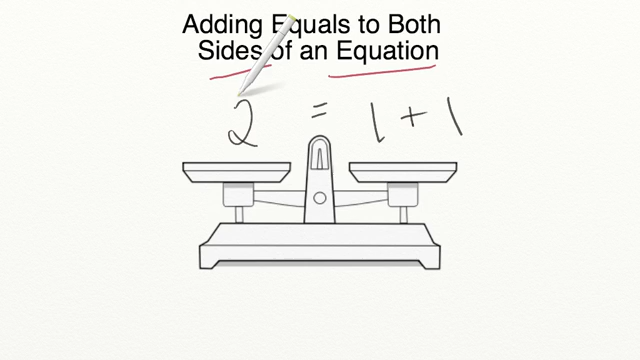 Adding Equals to Both
Sides of an Equation
2 = 1 + 1